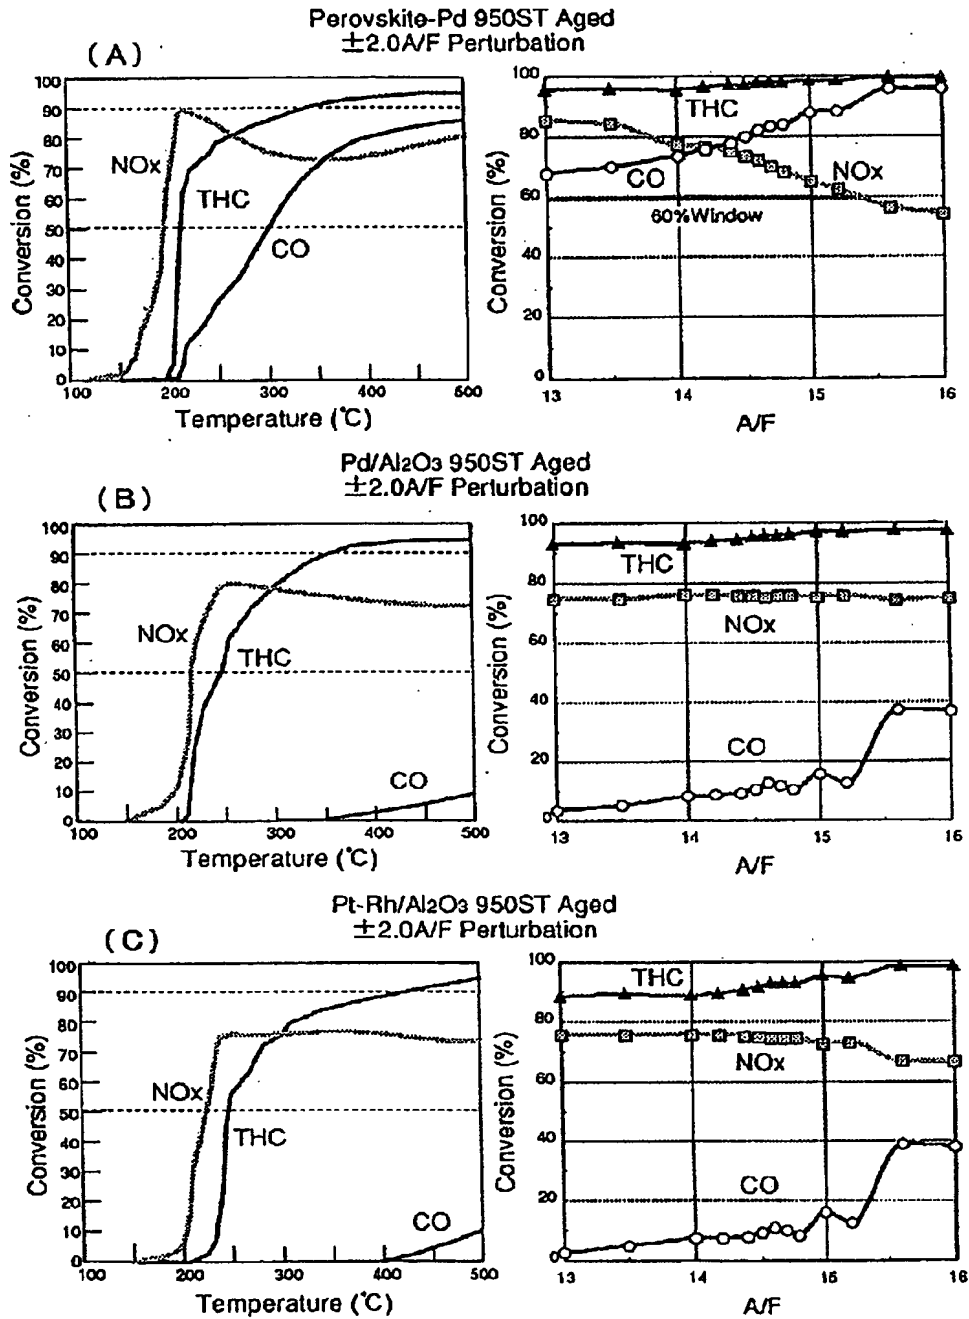 Perovskite-Pd 950ST Aged
±2.0A/F Perturbation
(A)
100
90
80
70
60
50
40
30
20
10
0
Conversion (%)
NOx
THC
CO
100
200
300
400
600
Temperature (℃)
100
80
60
40
20
0
Conversion (%)
THC
CO
NOx
60%Window
13
14
15
16
A/F
Pd/Al2O3 950ST Aged
±2.0A/F Perturbation
(B)
100
90
80
70
60
50
40
30
20
10
0
Conversion (%)
NOx
THC
CO
100
200
300
400
500
Temperature (℃)
100
80
60
40
20
0
Conversion (%)
THC
NOx
CO
13
14
15
16
A/F
Pt-Rh/Al2O3 950ST Aged
±2.0A/F Perturbation
(C)
100
90
80
70
60
50
40
30
20
10
0
Conversion (%)
NOx
THC
CO
100
200
300
400
500
Temperature (℃)
100
80
60
40
20
0
Conversion (%)
THC
NOx
CO
13
14
15
16
A/F